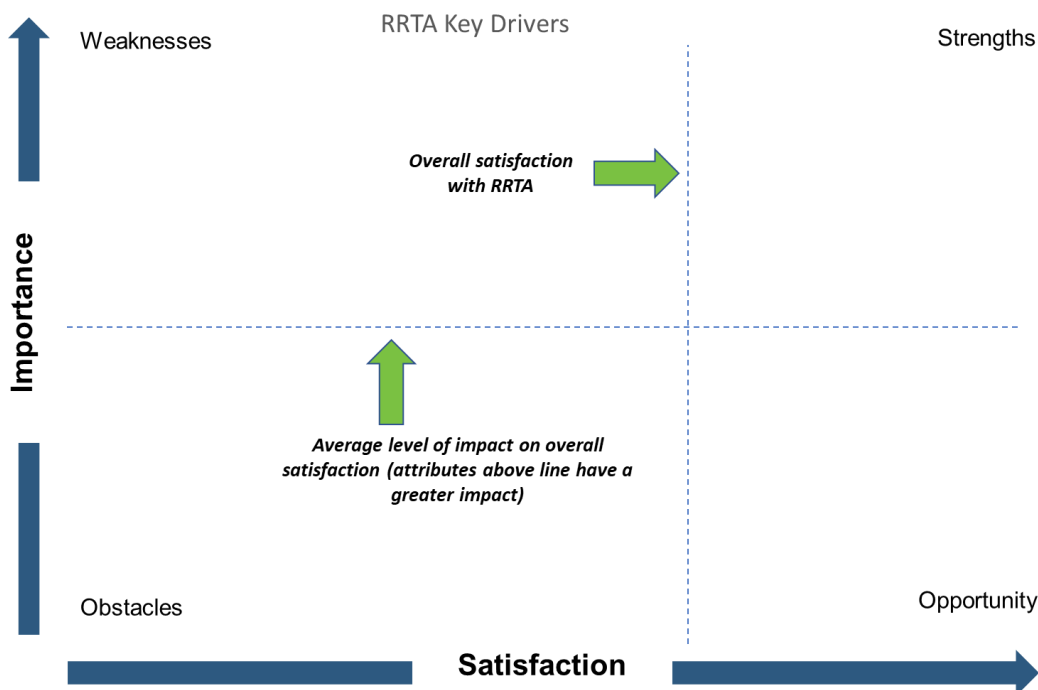 RRTA Key Drivers
Weaknesses
Strengths
Overall satisfaction
with RRTA
Importance
Average level of impact on overall
satisfaction (attributes above line have a
greater impact)
Obstacles
Opportunity
Satisfaction